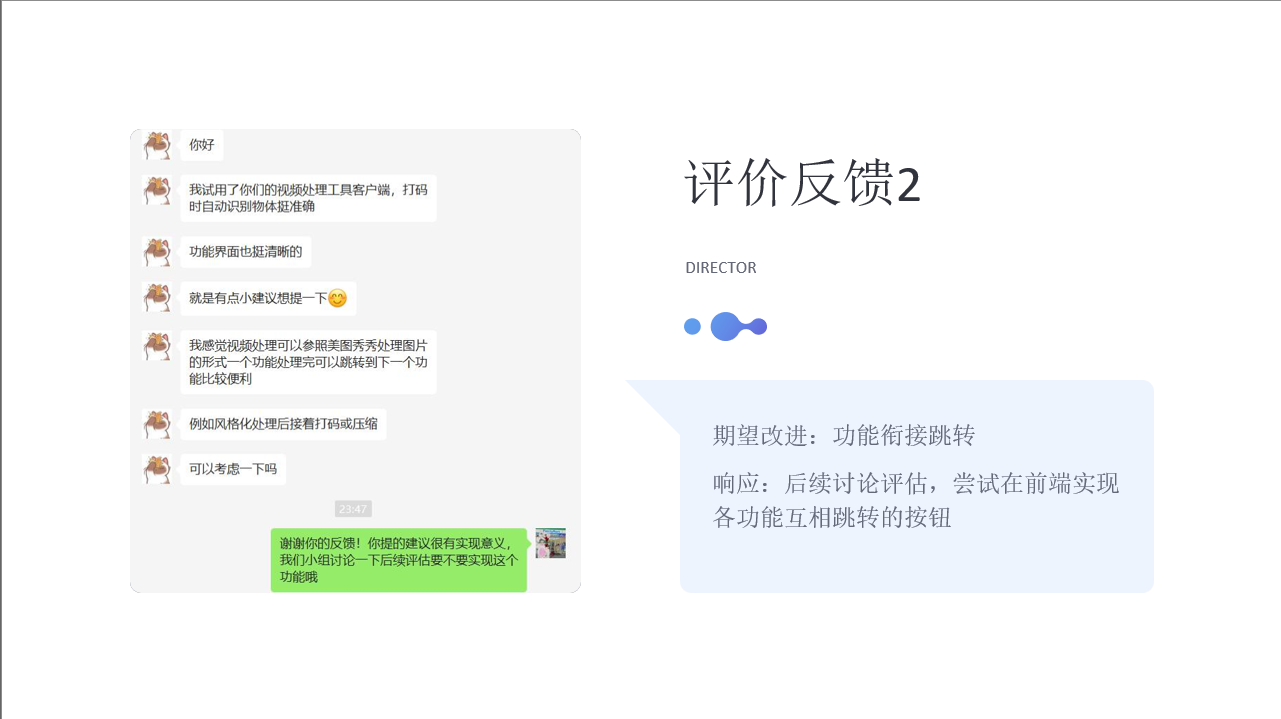 你好
我试用了你们的视频处理工具客户端，打码
时自动识别物体挺准确
功能界面也挺清晰的
就是有点小建议想提一下😊
我感觉视频处理可以参照美图秀秀处理图片
的形式一个功能处理完可以跳转到下一个功
能比较便利
例如风格化处理后接着打码或压缩
可以考虑一下吗
23:47
谢谢你的反馈！你提的建议很有实现意义，
我们小组讨论一下后续评估要不要实现这个
功能哦
评价反馈2
DIRECTOR
期望改进：功能衔接跳转
响应：后续讨论评估，尝试在前端实现
各功能互相跳转的按钮